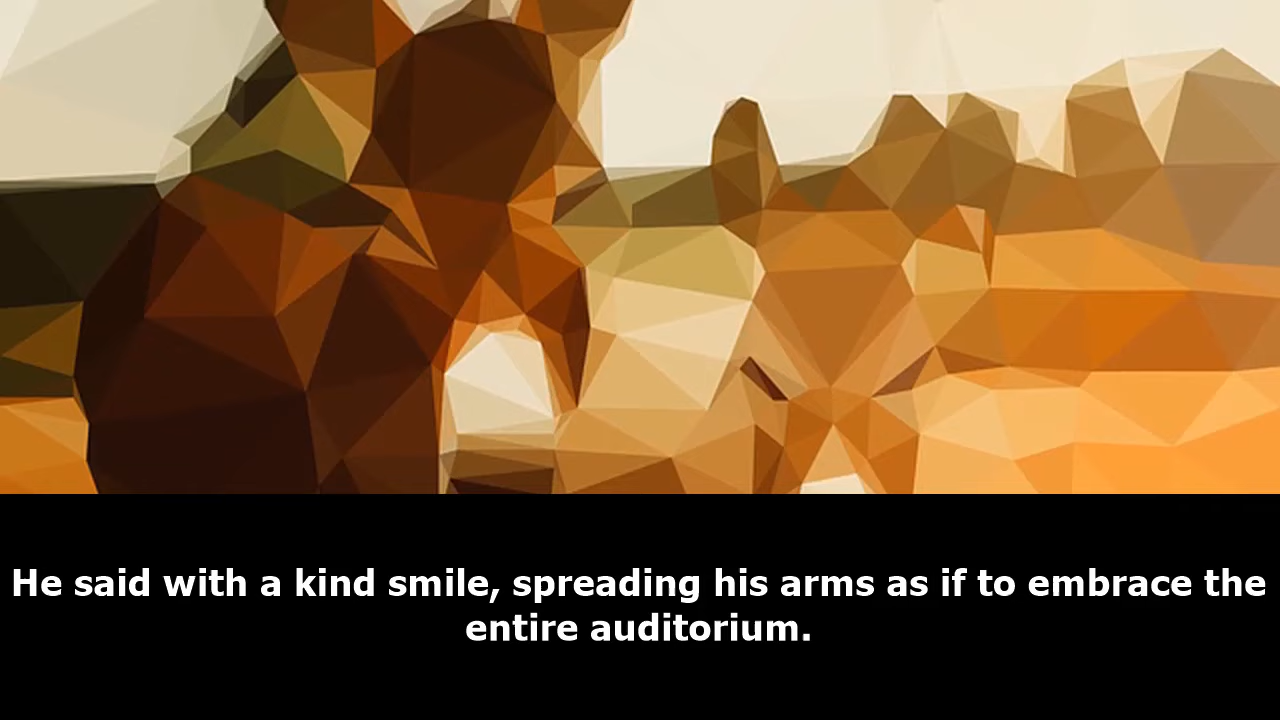 He said with a kind smile, spreading his arms as if to embrace the
entire auditorium.